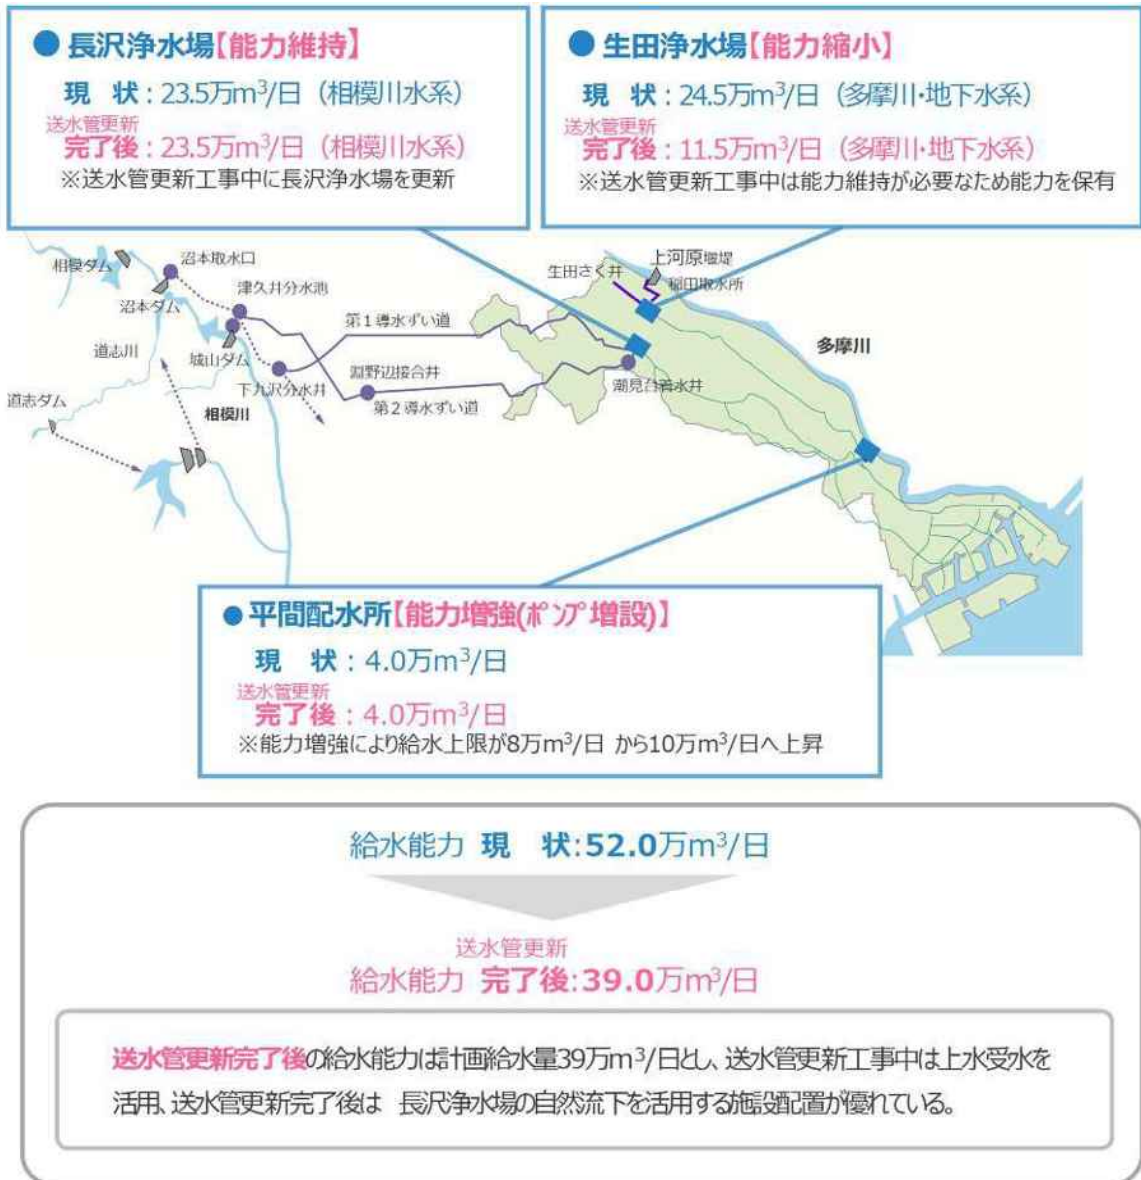 ●長沢浄水場【能力維持】
現 状:23.5万m³/日(相模川水系)
送水管更新
完了後:23.5万m³/日(相模川水系)
※送水管更新工事中に長沢浄水場を更新
●生田浄水場【能力縮小】
現 状:24.5万m³/日(多摩川・地下水系)
送水管更新
完了後:11.5万m³/日(多摩川・地下水系)
※送水管更新工事中は能力維持が必要なため能力を保有
相模ダム
沼本取水口
沼本ダム
津久井分水池
道志川
城山ダム
第1導水ずい道
下九沢分水井
淵野辺接合井
第2導水ずい道
道志ダム
相模川
生田さく井
上河原堰堤
稲田取水所
多摩川
潮見台着水井
●平間配水所【能力増強(ポンプ増設)】
現 状:4.0万m³/日
送水管更新
完了後:4.0万m³/日
※能力増強により給水上限が8万m³/日 から10万m³/日へ上昇
給水能力 現 状:52.0万m³/日
送水管更新
給水能力 完了後:39.0万m³/日
送水管更新完了後の給水能力は計画給水量39万m³/日とし、送水管更新工事中は上水受水を
活用、送水管更新完了後は 長沢浄水場の自然流下を活用する施設配置が優れている。